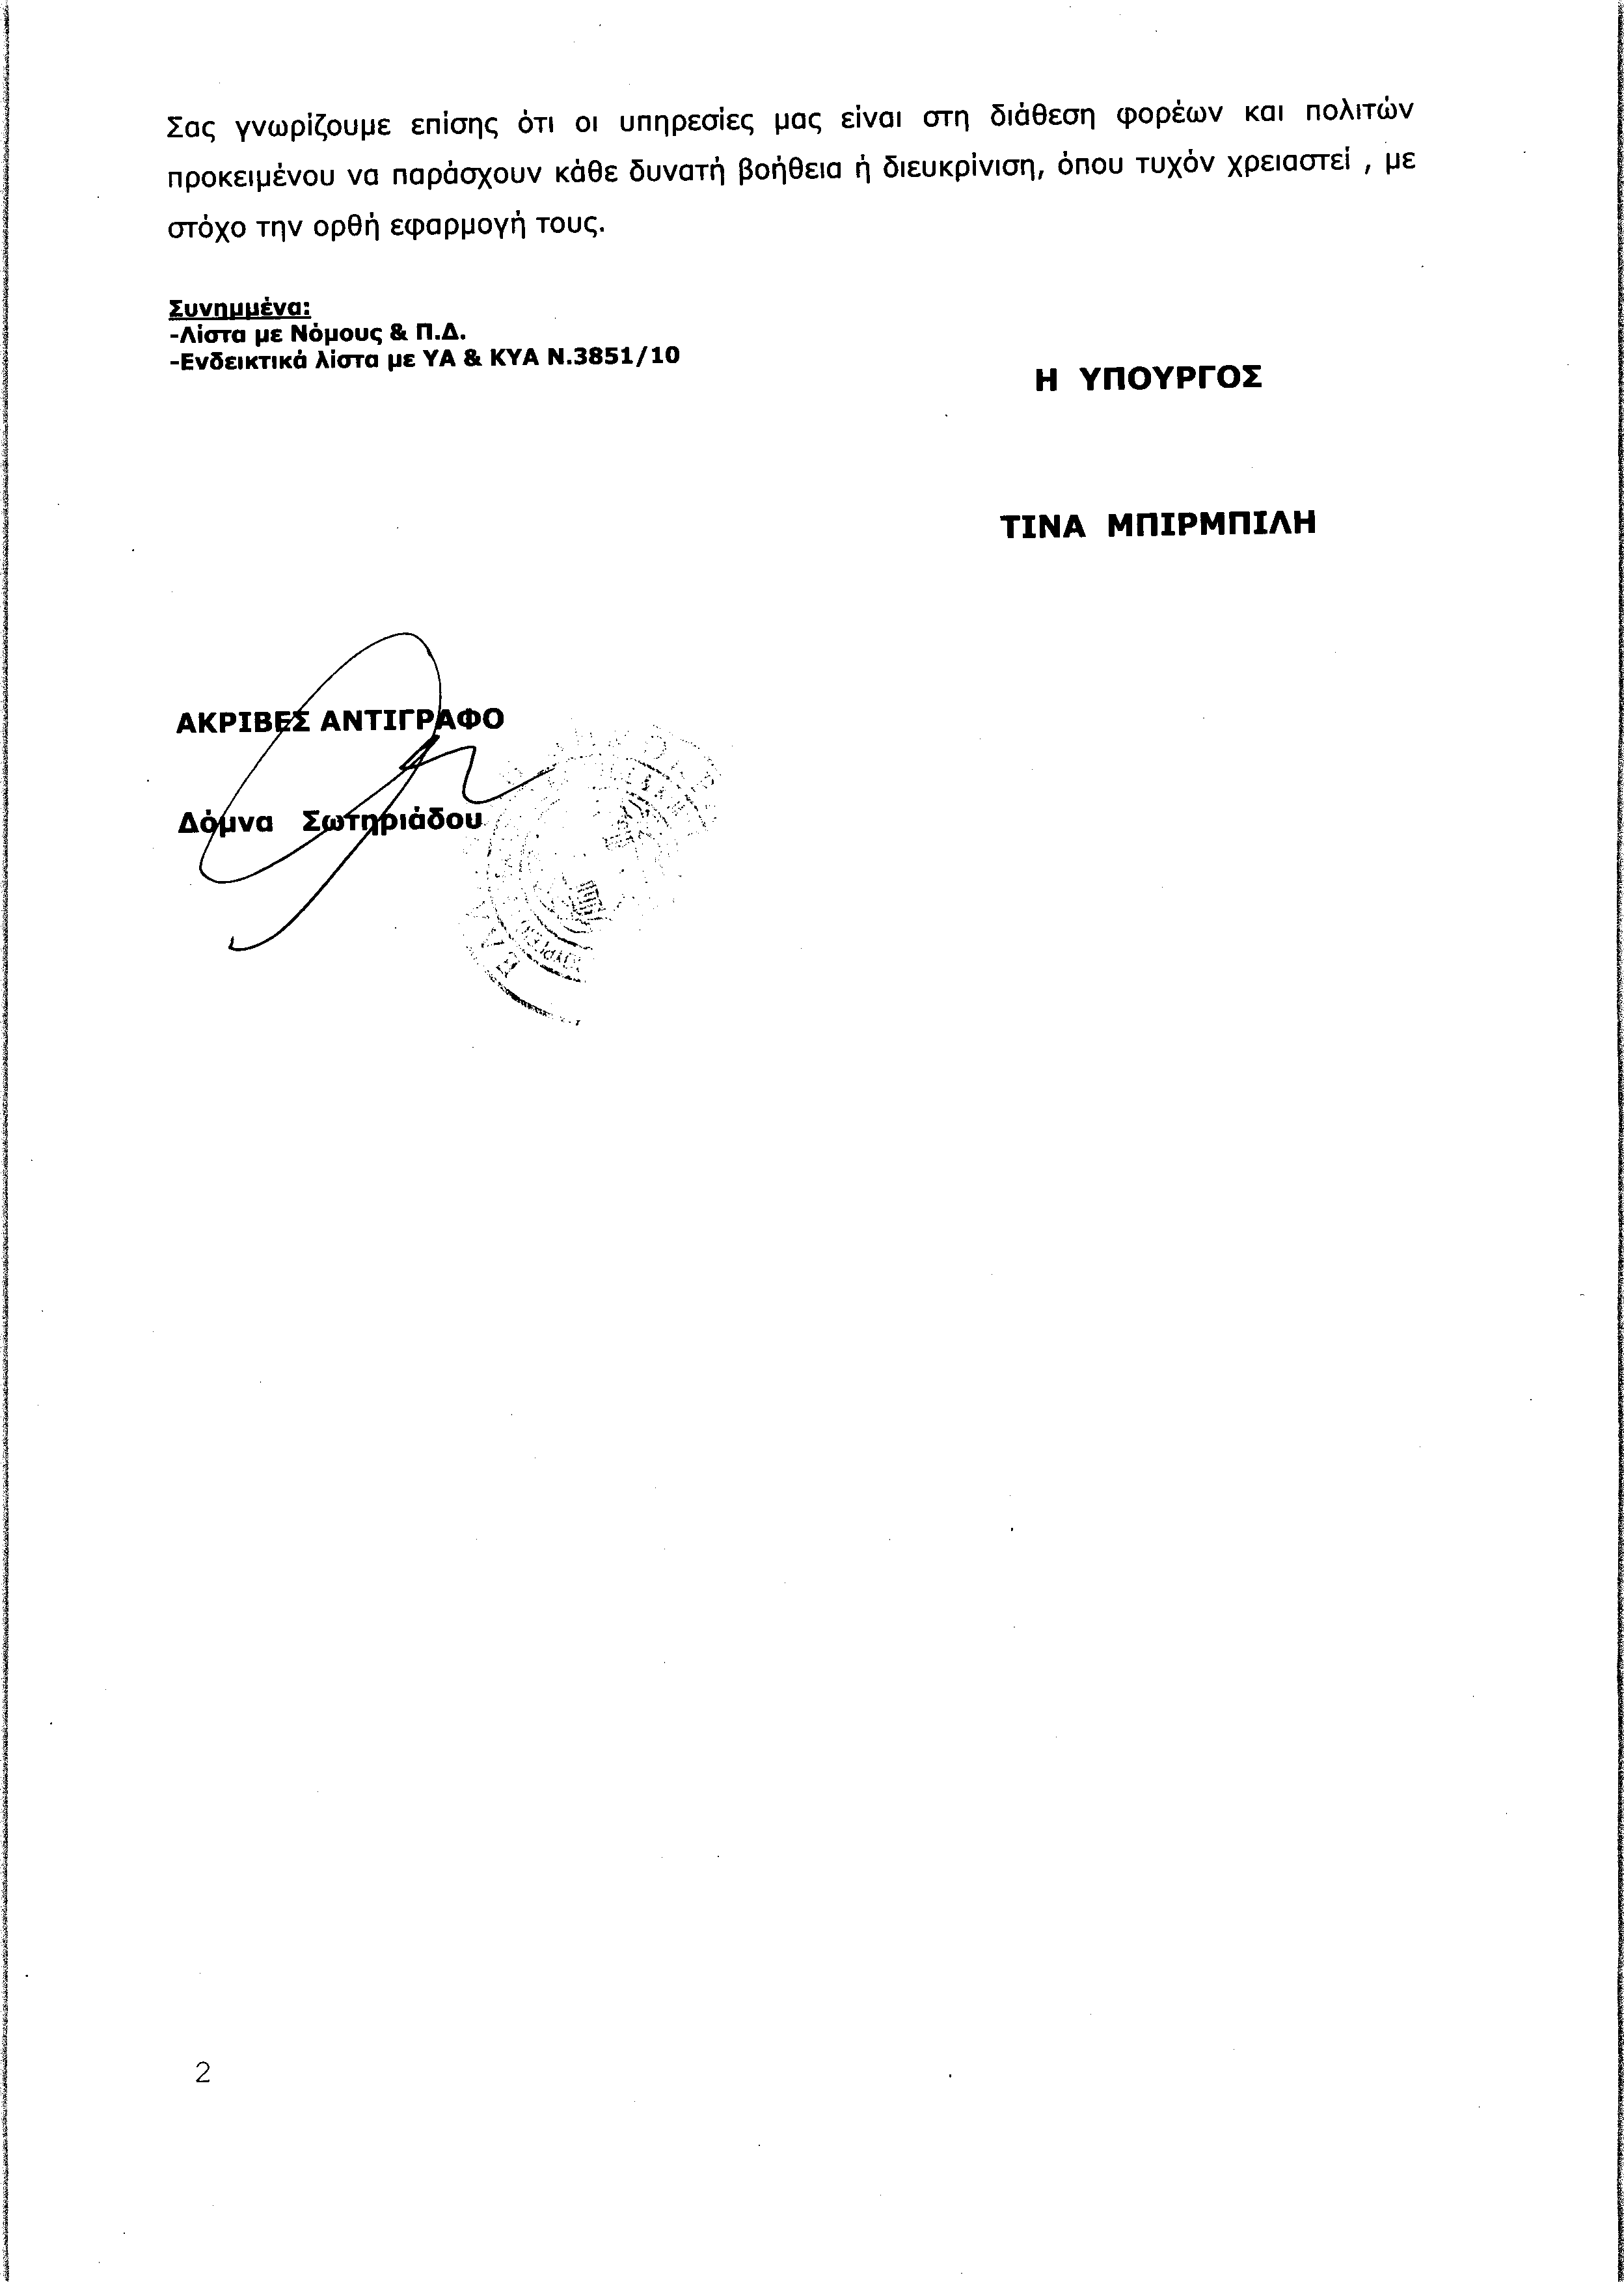 Σας γνωρίζουμε επίσης ότι οι υπηρεσίες μας είναι στη διάθεση φορέων και πολιτών
προκειμένου να παράσχουν κάθε δυνατή βοήθεια ή διευκρίνιση, όπου τυχόν χρειαστεί , με
στόχο την ορθή εφαρμογή τους.
Συνημμένα:
-Λίστα με Νόμους & Π.Δ.
-Ενδεικτικά λίστα με ΥΑ & ΚΥΑ Ν.3851/10
Η ΥΠΟΥΡΓΟΣ
ΤΙΝΑ ΜΠΙΡΜΠΙΛΗ
ΑΚΡΙΒΕΣ ΑΝΤΙΓΡΑΦΟ
Δόμνα Σωτηριάδου
2